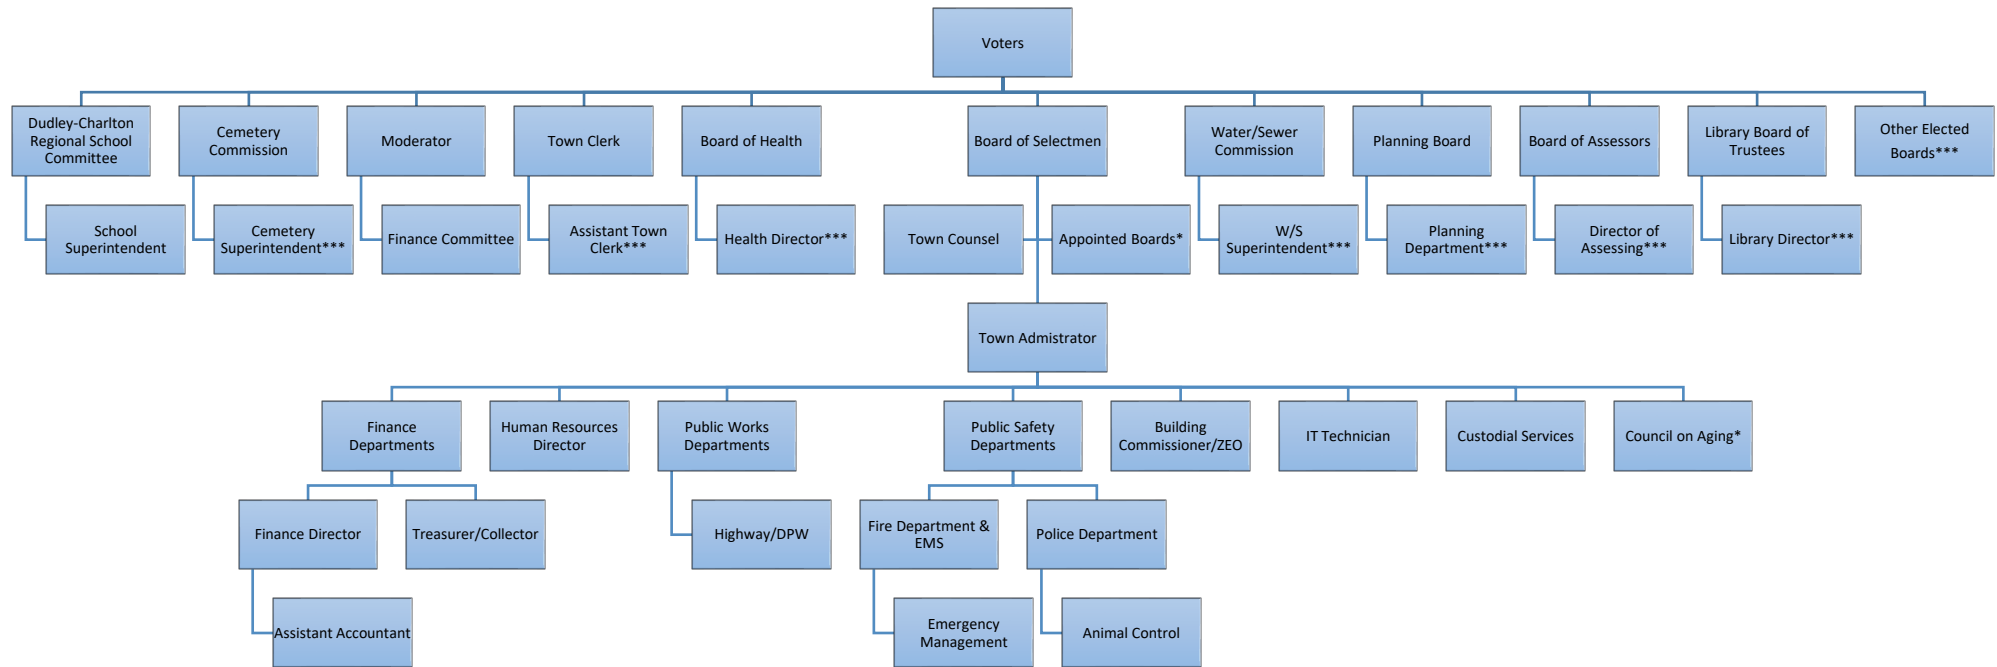 Voters
Dudley-Charlton
Regional School
Committee
Cemetery
Commission
Moderator
Town Clerk
Board of Health
Board of Selectmen
Water/Sewer
Commission
Planning Board
Board of Assessors
Library Board of
Trustees
Other Elected
Boards***
School
Superintendent
Cemetery
Superintendent***
Finance Committee
Assistant Town
Clerk***
Health Director***
Town Counsel
Appointed Boards*
W/S
Superintendent***
Planning
Department***
Director of
Assessing***
Library Director***
Town Admistrator
Finance
Departments
Human Resources
Director
Public Works
Departments
Public Safety
Departments
Building
Commissioner/ZEO
IT Technician
Custodial Services
Council on Aging*
Finance Director
Treasurer/Collector
Highway/DPW
Fire Department &
EMS
Police Department
Assistant Accountant
Emergency
Management
Animal Control